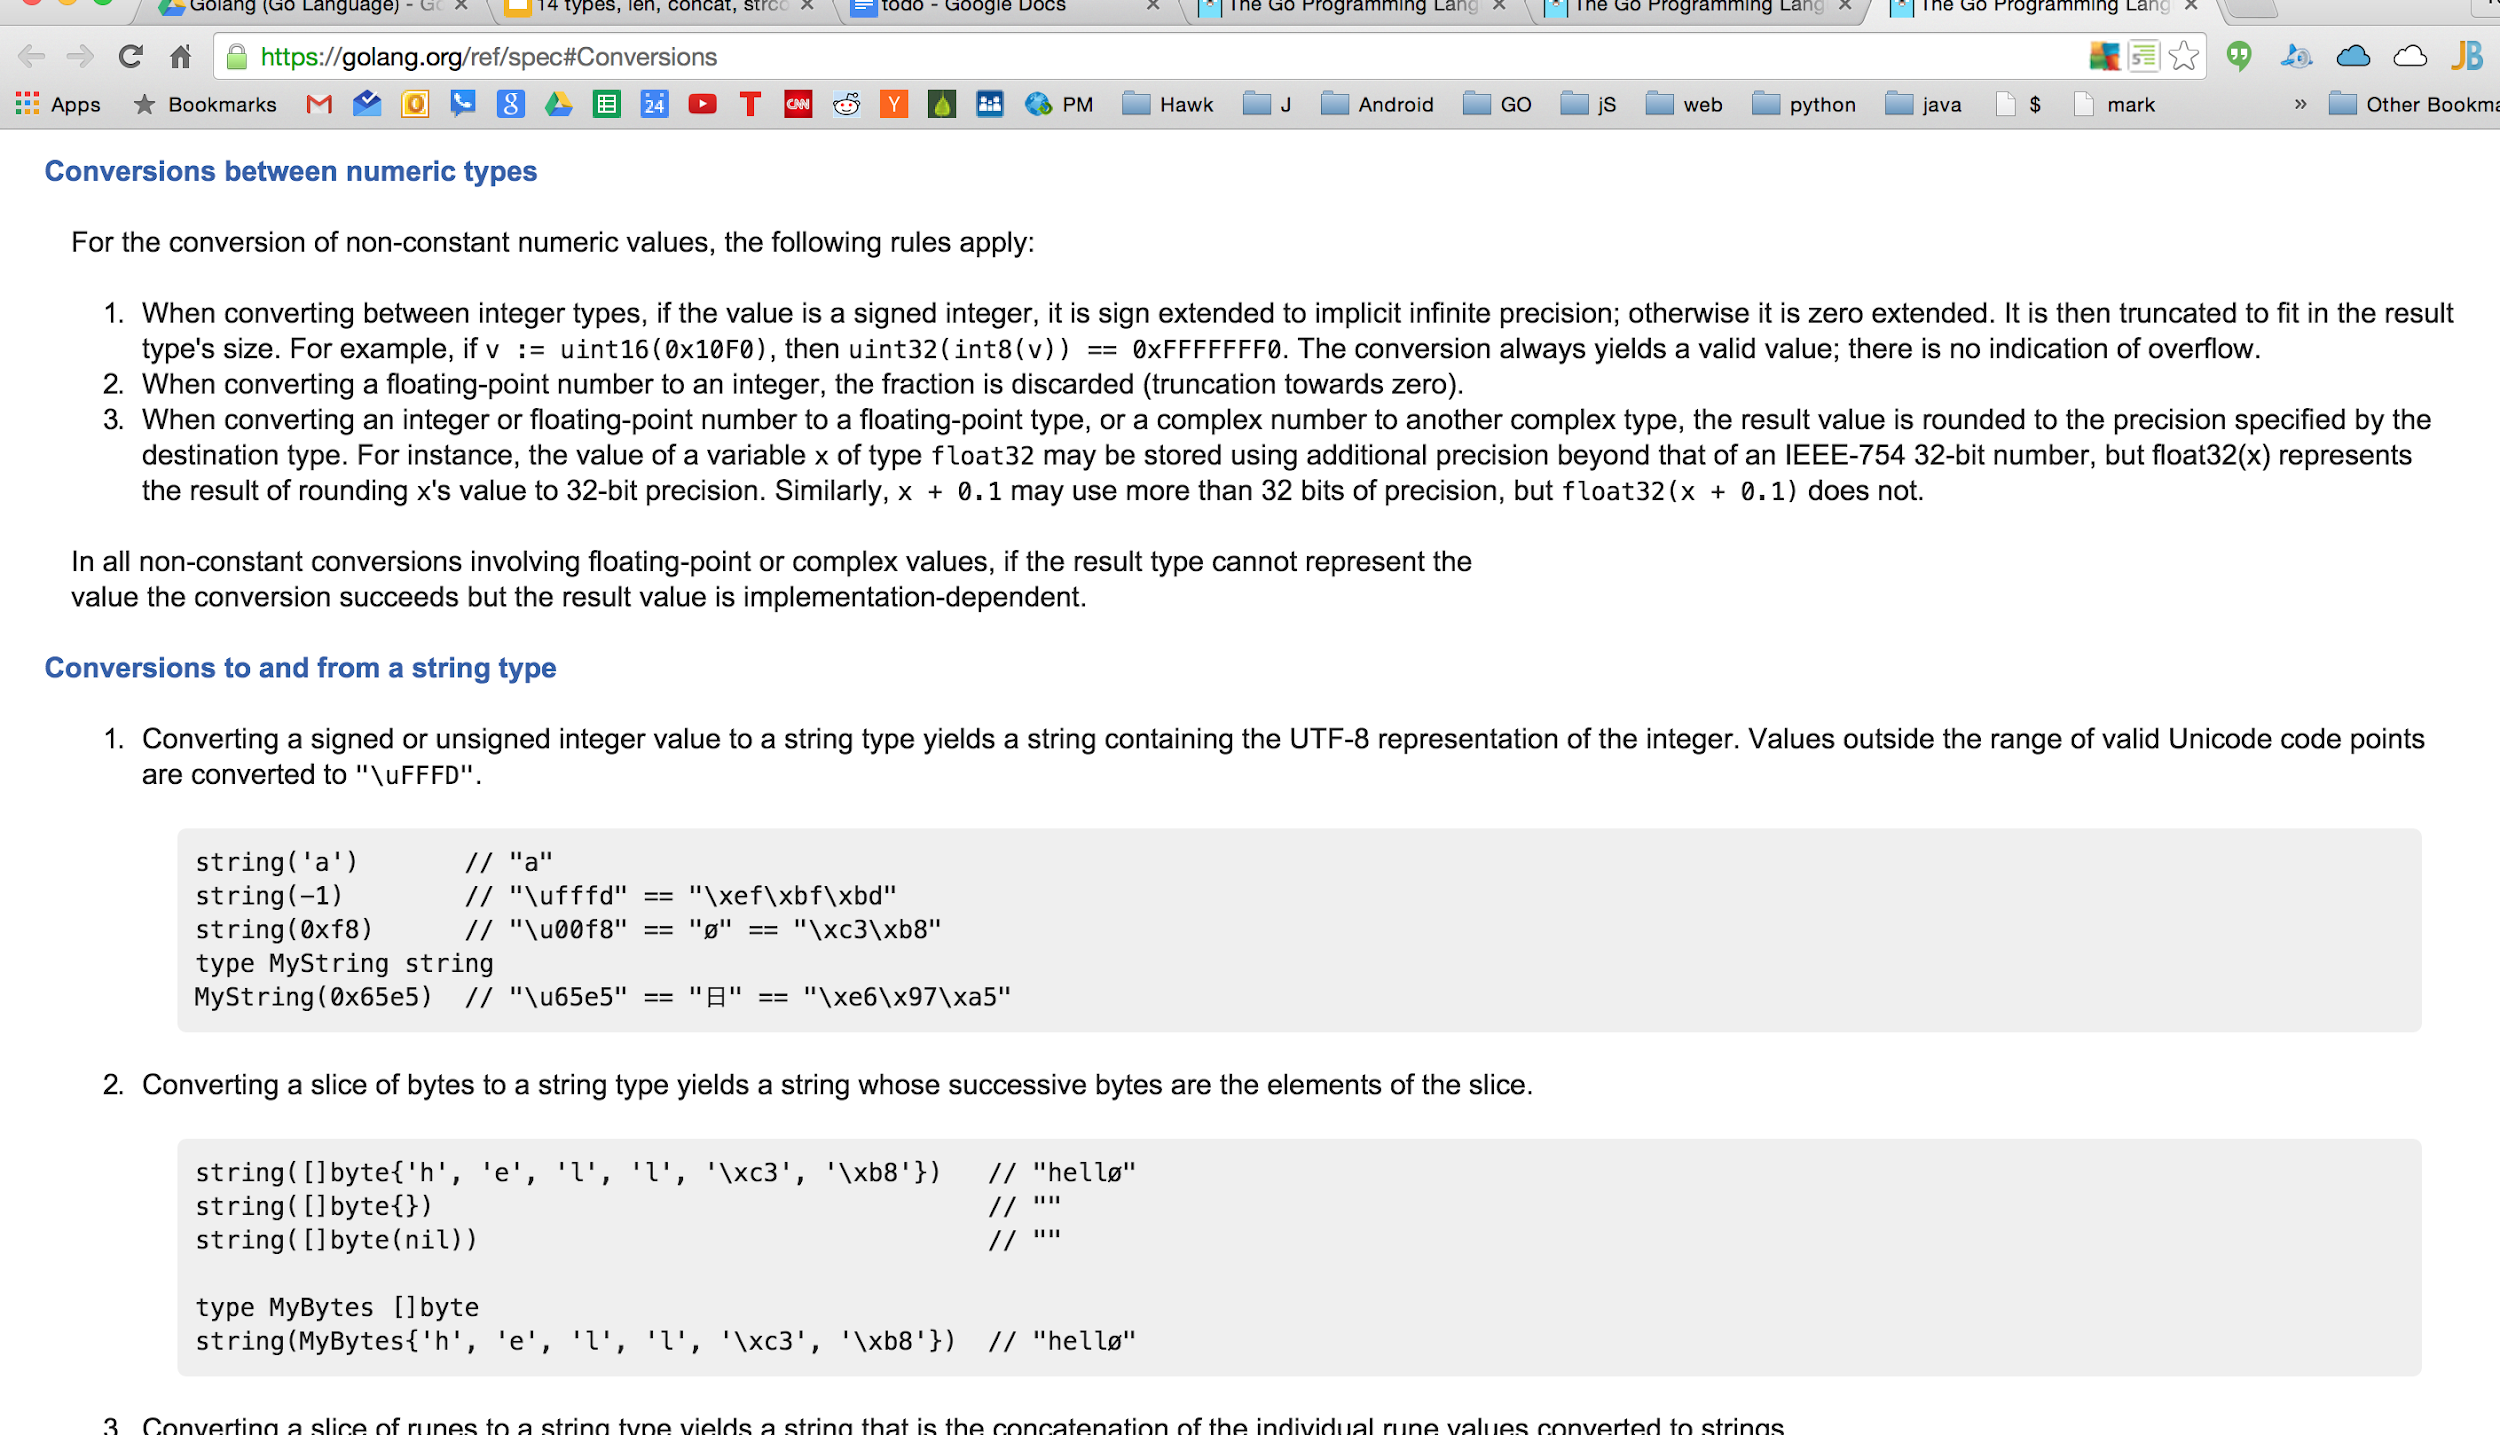 Golang (Go Language) - Go
14 types, len, concat, strco
todo - Google Docs
The Go Programming Lang
The Go Programming Lang
The Go Programming Lang
https://golang.org/ref/spec#Conversions
Apps Bookmarks 8 24 T CNN Y PM Hawk J Android GO jS web python java $ mark » Other Bookma
Conversions between numeric types
For the conversion of non-constant numeric values, the following rules apply:
1. When converting between integer types, if the value is a signed integer, it is sign extended to implicit infinite precision; otherwise it is zero extended. It is then truncated to fit in the result
type's size. For example, if v := uint16(0x10F0), then uint32(int8(v)) == 0xFFFFFFF0. The conversion always yields a valid value; there is no indication of overflow.
2. When converting a floating-point number to an integer, the fraction is discarded (truncation towards zero).
3. When converting an integer or floating-point number to a floating-point type, or a complex number to another complex type, the result value is rounded to the precision specified by the
destination type. For instance, the value of a variable x of type float32 may be stored using additional precision beyond that of an IEEE-754 32-bit number, but float32(x) represents
the result of rounding x's value to 32-bit precision. Similarly, x + 0.1 may use more than 32 bits of precision, but float32(x + 0.1) does not.
In all non-constant conversions involving floating-point or complex values, if the result type cannot represent the
value the conversion succeeds but the result value is implementation-dependent.
Conversions to and from a string type
1. Converting a signed or unsigned integer value to a string type yields a string containing the UTF-8 representation of the integer. Values outside the range of valid Unicode code points
are converted to "\uFFFD".
string('a')       // "a"
string(-1)        // "\ufffd" == "\xef\xbf\xbd"
string(0xf8)      // "\u00f8" == "ø" == "\xc3\xb8"
type MyString string
MyString(0x65e5)  // "\u65e5" == "日" == "\xe6\x97\xa5"
2. Converting a slice of bytes to a string type yields a string whose successive bytes are the elements of the slice.
string([]byte{'h', 'e', 'l', 'l', '\xc3', '\xb8'})   // "hellø"
string([]byte{})                                     // ""
string([]byte(nil))                                  // ""
type MyBytes []byte
string(MyBytes{'h', 'e', 'l', 'l', '\xc3', '\xb8'})  // "hellø"
3. Converting a slice of runes to a string type yields a string that is the concatenation of the individual rune values converted to strings